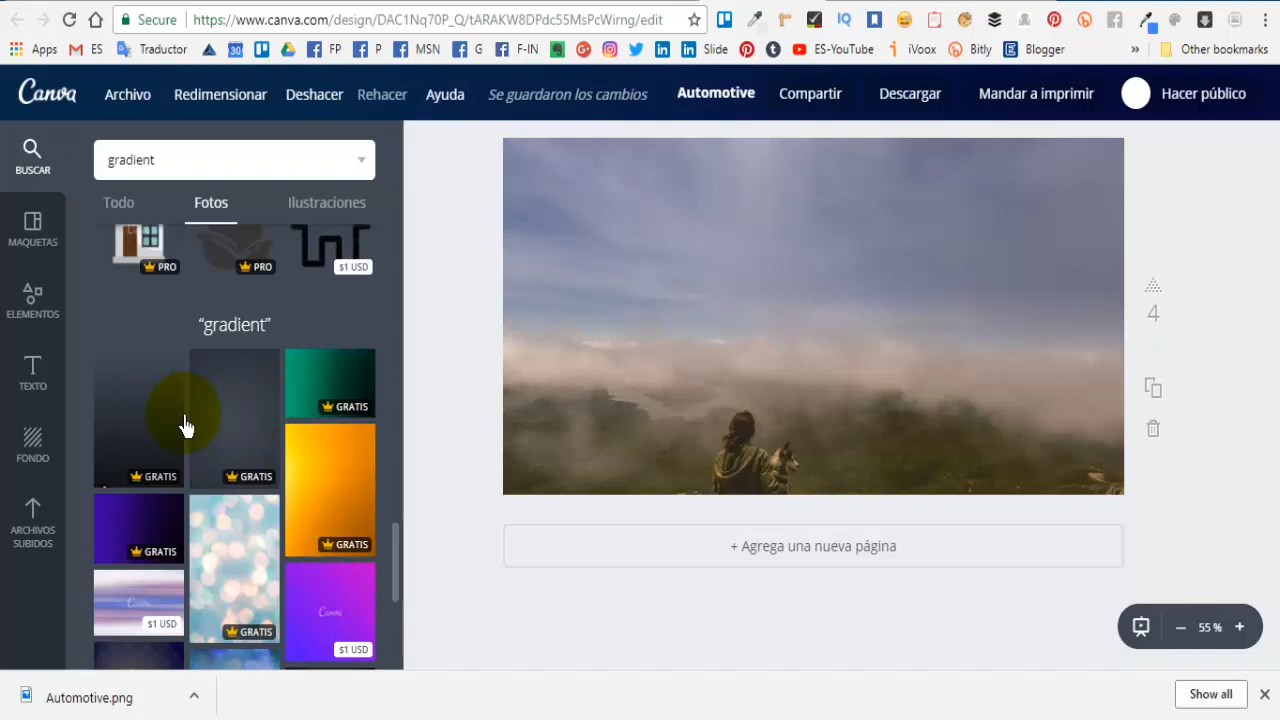 Secure
https://www.canva.com/design/DAC1Nq70P_Q/tARAKW8DPdc55MsPcWirng/edit
Apps ES Traductor 30 FP P MSN G F-IN Slide ES-YouTube iVoox Bitly Blogger » Other bookmarks
Canva Archivo Redimensionar Deshacer Rehacer Ayuda Se guardaron los cambios Automotive Compartir Descargar Mandar a imprimir Hacer público
BUSCAR
MAQUETAS
ELEMENTOS
TEXTO
FONDO
ARCHIVOS
SUBIDOS
gradient
Todo Fotos Ilustraciones
PRO PRO $1 USD
“gradient”
GRATIS
GRATIS GRATIS
GRATIS GRATIS
Canva $1 USD
GRATIS
Canva
$1 USD
4
+ Agrega una nueva página
– 55 % +
Automotive.png
Show all